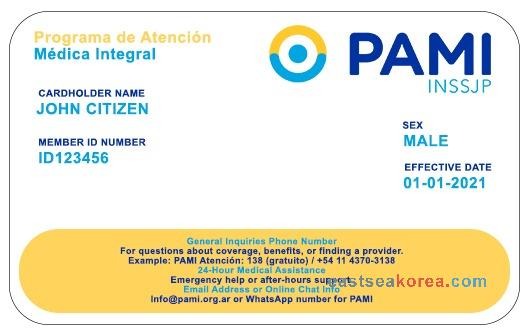 Programa de Atención
Médica Integral
PAMI
INSSJP
CARDHOLDER NAME
JOHN CITIZEN
MEMBER ID NUMBER
ID123456
SEX
MALE
EFFECTIVE DATE
01-01-2021
General Inquiries Phone Number
For questions about coverage, benefits, or finding a provider.
Example: PAMI Atención: 138 (gratuito) / +54 11 4370-3138
24-Hour Medical Assistance
Emergency help or after-hours support
eastseakorea.com
Email Address or Online Chat Info
Info@pami.org.ar or WhatsApp number for PAMI